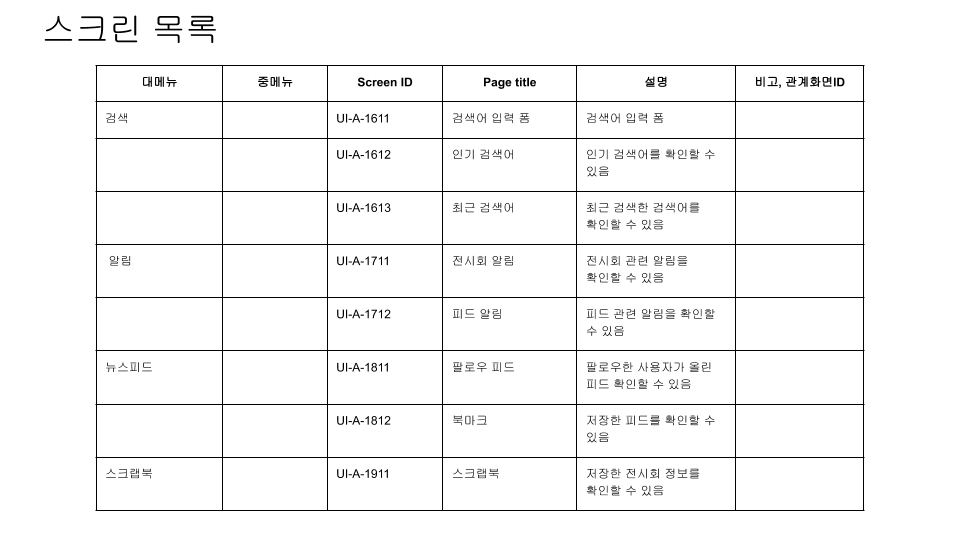 스크린 목록
대메뉴 중메뉴 Screen ID Page title 설명 비고, 관계화면ID
검색 UI-A-1611 검색어 입력 폼 검색어 입력 폼
UI-A-1612 인기 검색어 인기 검색어를 확인할 수
있음
UI-A-1613 최근 검색어 최근 검색한 검색어를
확인할 수 있음
알림 UI-A-1711 전시회 알림 전시회 관련 알림을
확인할 수 있음
UI-A-1712 피드 알림 피드 관련 알림을 확인할
수 있음
뉴스피드 UI-A-1811 팔로우 피드 팔로우한 사용자가 올린
피드 확인할 수 있음
UI-A-1812 북마크 저장한 피드를 확인할 수
있음
스크랩북 UI-A-1911 스크랩북 저장한 전시회 정보를
확인할 수 있음